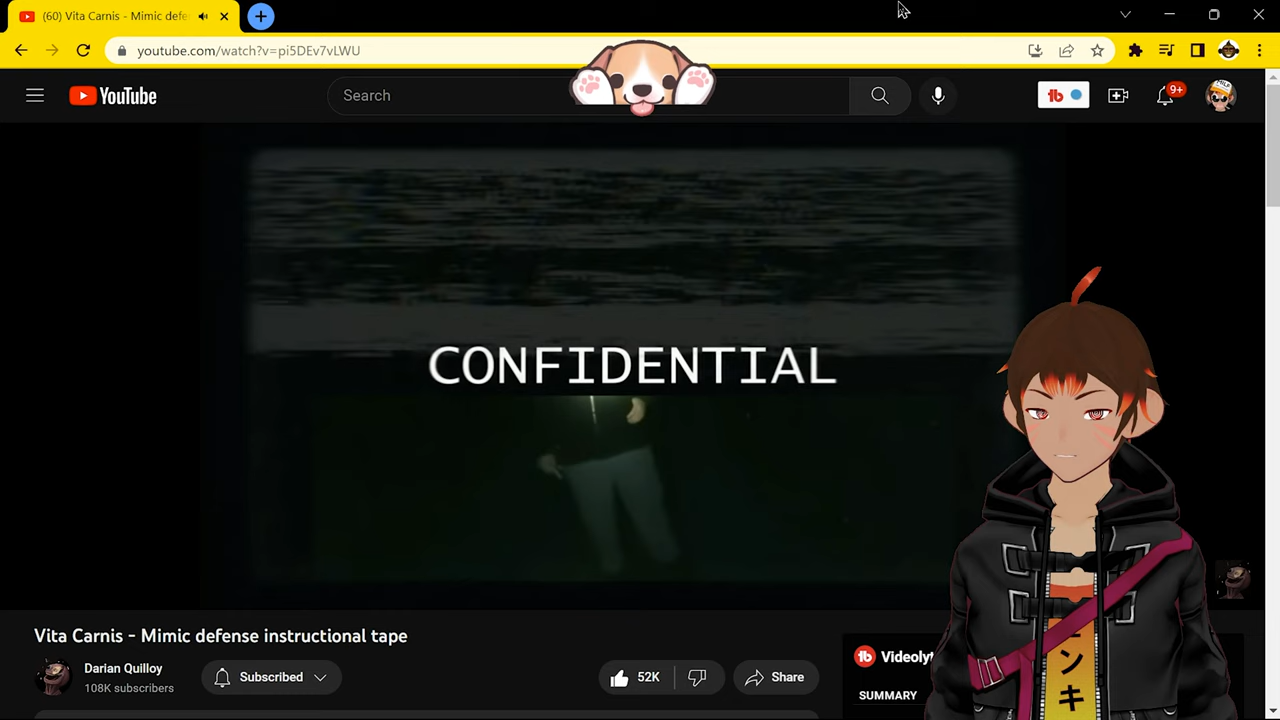 (60) Vita Carnis - Mimic defe
youtube.com/watch?v=pi5DEv7vLWU
YouTube
Search
9+
CONFIDENTIAL
Vita Carnis - Mimic defense instructional tape
Darian Quilloy
108K subscribers
Subscribed
52K
Share
Videolyt
SUMMARY
ンキ